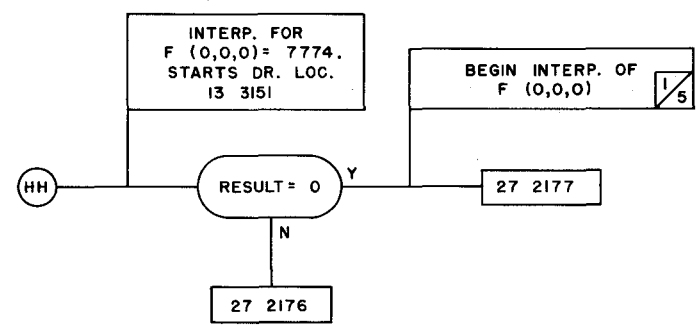 INTERP. FOR
F (0,0,0)= 7774.
STARTS DR. LOC.
13 3151
BEGIN INTERP. OF
F (0,0,0)
1/5
HH
RESULT = 0
Y
27 2177
N
27 2176